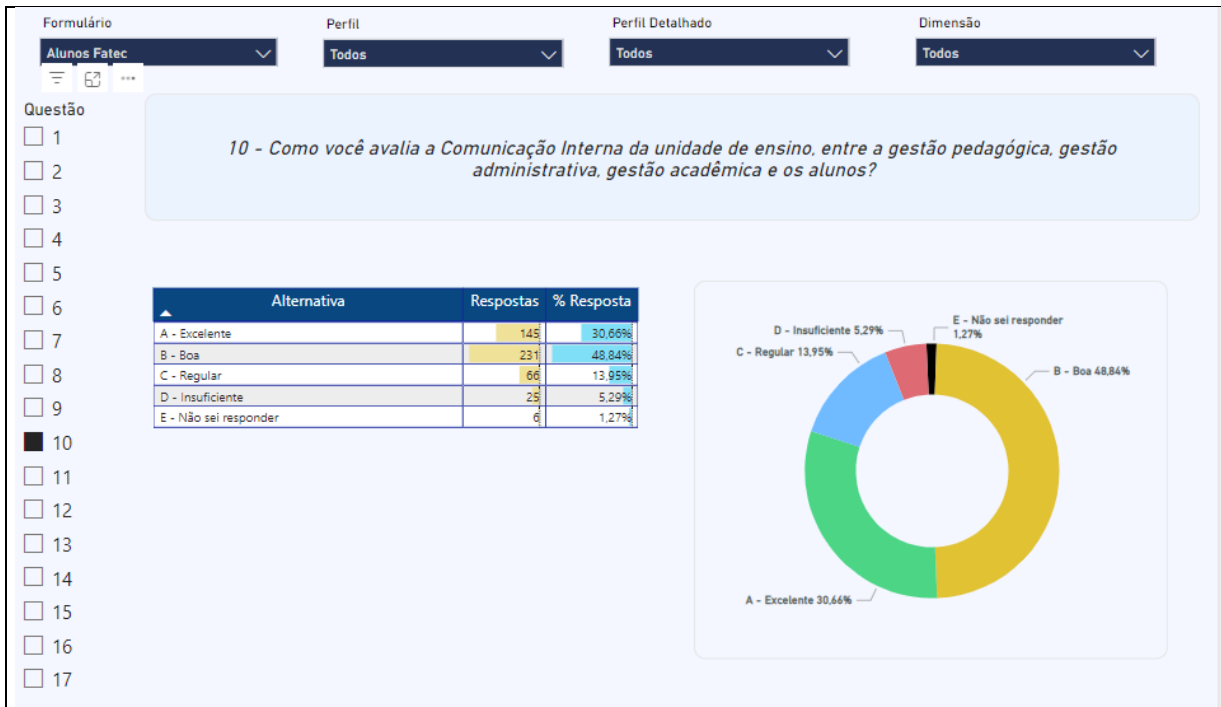 Formulário
Perfil
Perfil Detalhado
Dimensão
Alunos Fatec
Todos
Todos
Todos
Questão
1
2
3
4
5
6
7
8
9
10
11
12
13
14
15
16
17
10 - Como você avalia a Comunicação Interna da unidade de ensino, entre a gestão pedagógica, gestão
administrativa, gestão acadêmica e os alunos?
Alternativa Respostas % Resposta
A - Excelente 145 30,66%
B - Boa 231 48,84%
C - Regular 66 13,95%
D - Insuficiente 25 5,29%
E - Não sei responder 6 1,27%
E - Não sei responder
1,27%
D - Insuficiente 5,29%
C - Regular 13,95%
B - Boa 48,84%
A - Excelente 30,66%